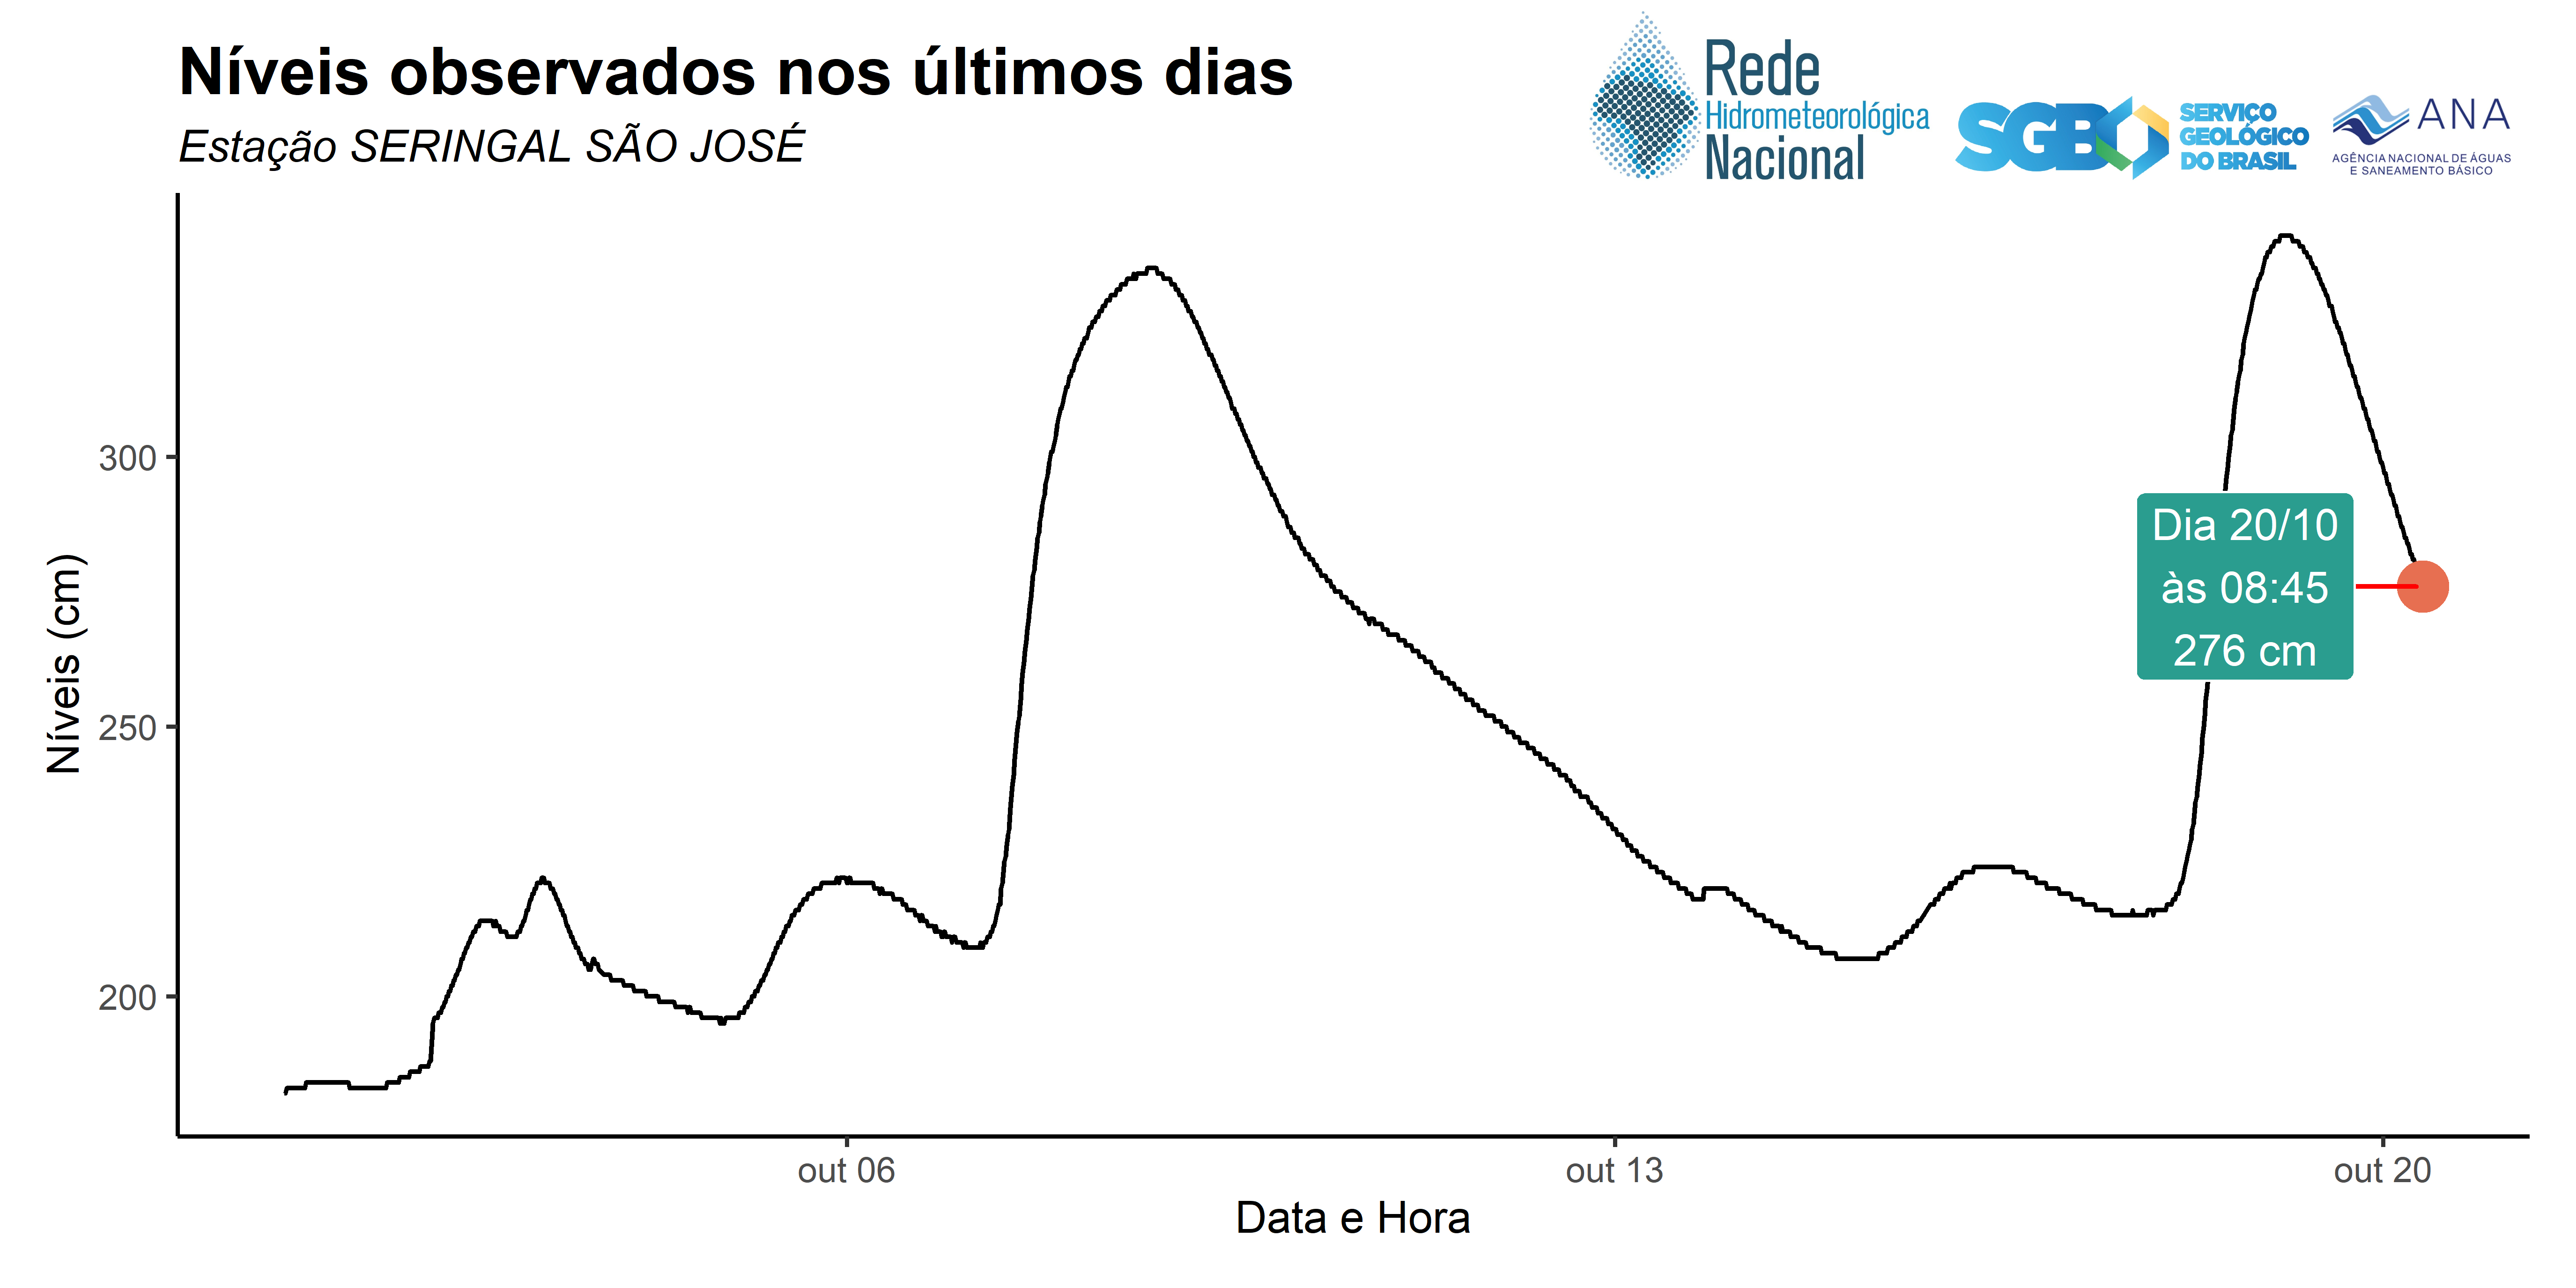 Níveis observados nos últimos dias
Estação SERINGAL SÃO JOSÉ
Rede
Hidrometeorológica
Nacional
SGB
SERVIÇO
GEOLÓGICO
DO BRASIL
ANA
AGÊNCIA NACIONAL DE ÁGUAS
E SANEAMENTO BÁSICO
Níveis (cm)
300
250
200
Dia 20/10
às 08:45
276 cm
out 06
out 13
out 20
Data e Hora